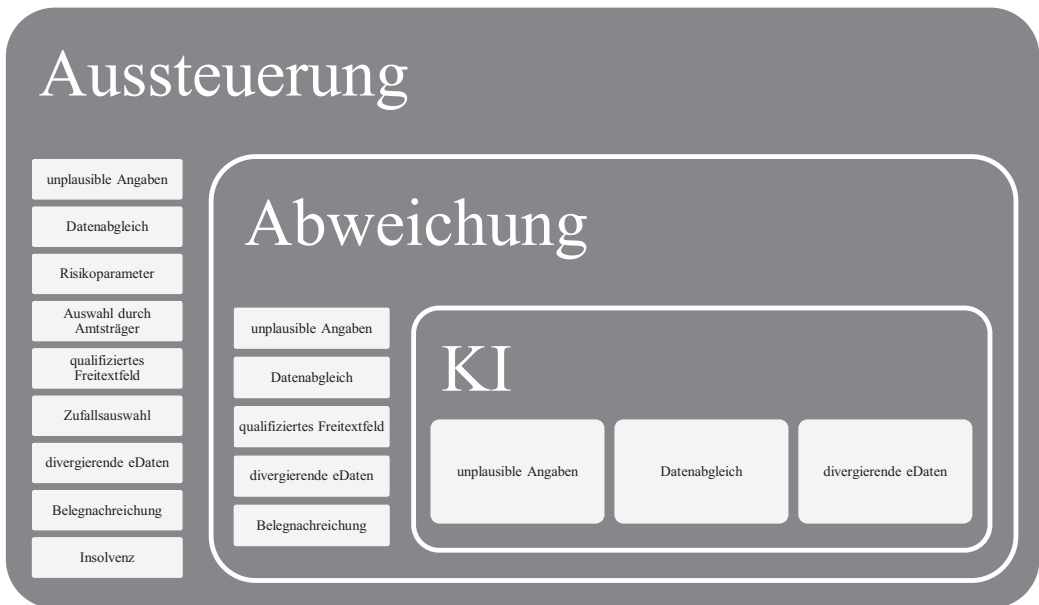 Aussteuerung
unplausible Angaben
Datenabgleich
Risikoparameter
Auswahl durch
Amtsträger
qualifiziertes
Freitextfeld
Zufallsauswahl
divergierende eDaten
Belegnachreichung
Insolvenz
Abweichung
unplausible Angaben
Datenabgleich
qualifiziertes Freitextfeld
divergierende eDaten
Belegnachreichung
KI
unplausible Angaben
Datenabgleich
divergierende eDaten